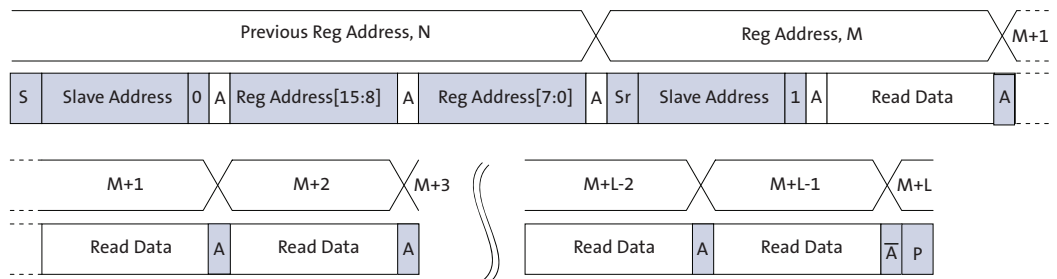 Previous Reg Address, N Reg Address, M M+1
S Slave Address 0 A Reg Address[15:8] A Reg Address[7:0] A Sr Slave Address 1 A Read Data A
M+1 M+2 M+3 M+L-2 M+L-1 M+L
Read Data A Read Data A Read Data A Read Data A̅ P